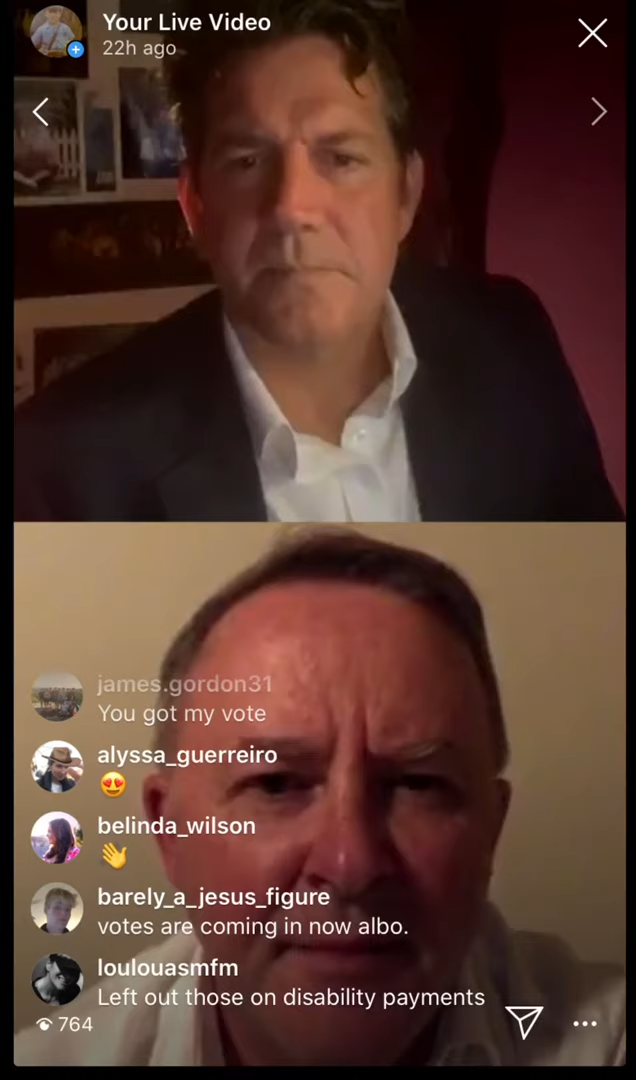 Your Live Video
22h ago
james.gordon31
You got my vote
alyssa_guerreiro
😍
belinda_wilson
👋
barely_a_jesus_figure
votes are coming in now albo.
loulouasmfm
Left out those on disability payments
764